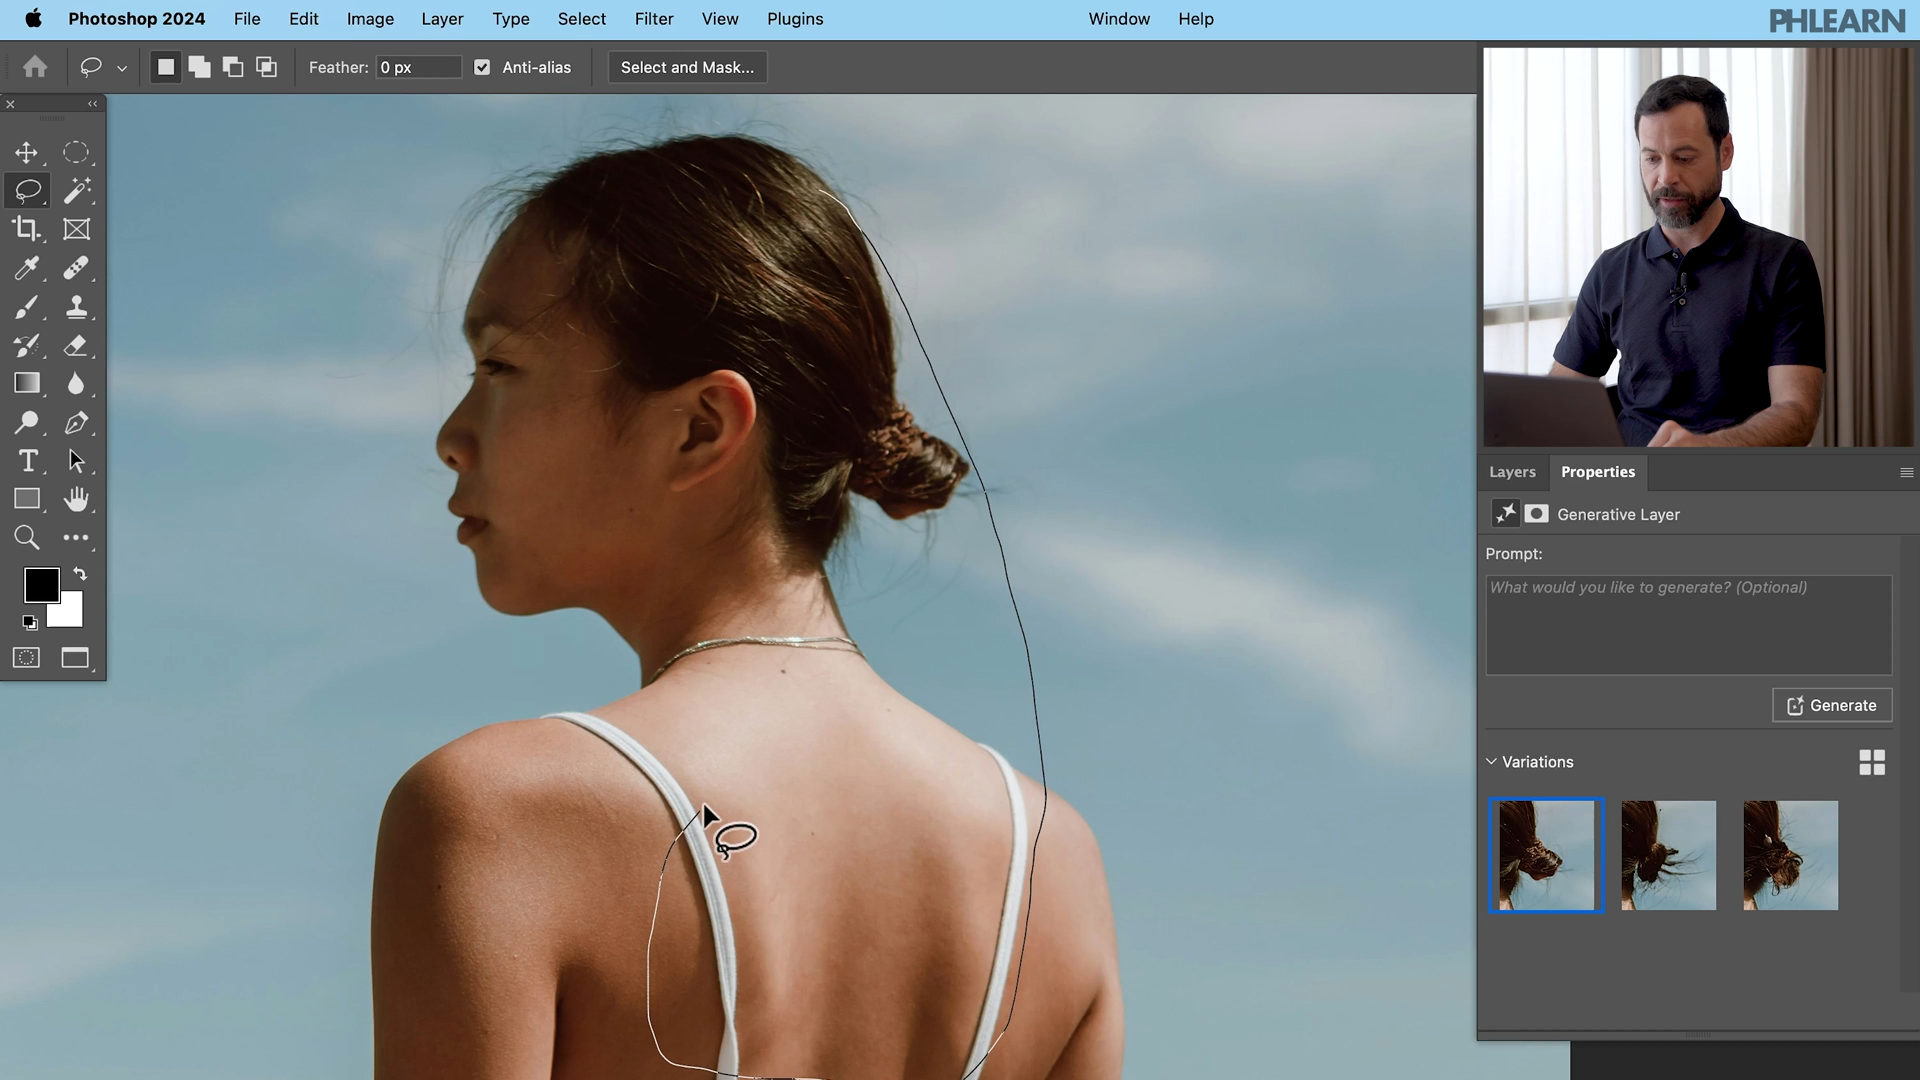 Photoshop 2024 File Edit Image Layer Type Select Filter View Plugins Window Help
PHLEARN
Feather: 0 px Anti-alias Select and Mask...
Layers Properties
Generative Layer
Prompt:
What would you like to generate? (Optional)
Generate
Variations